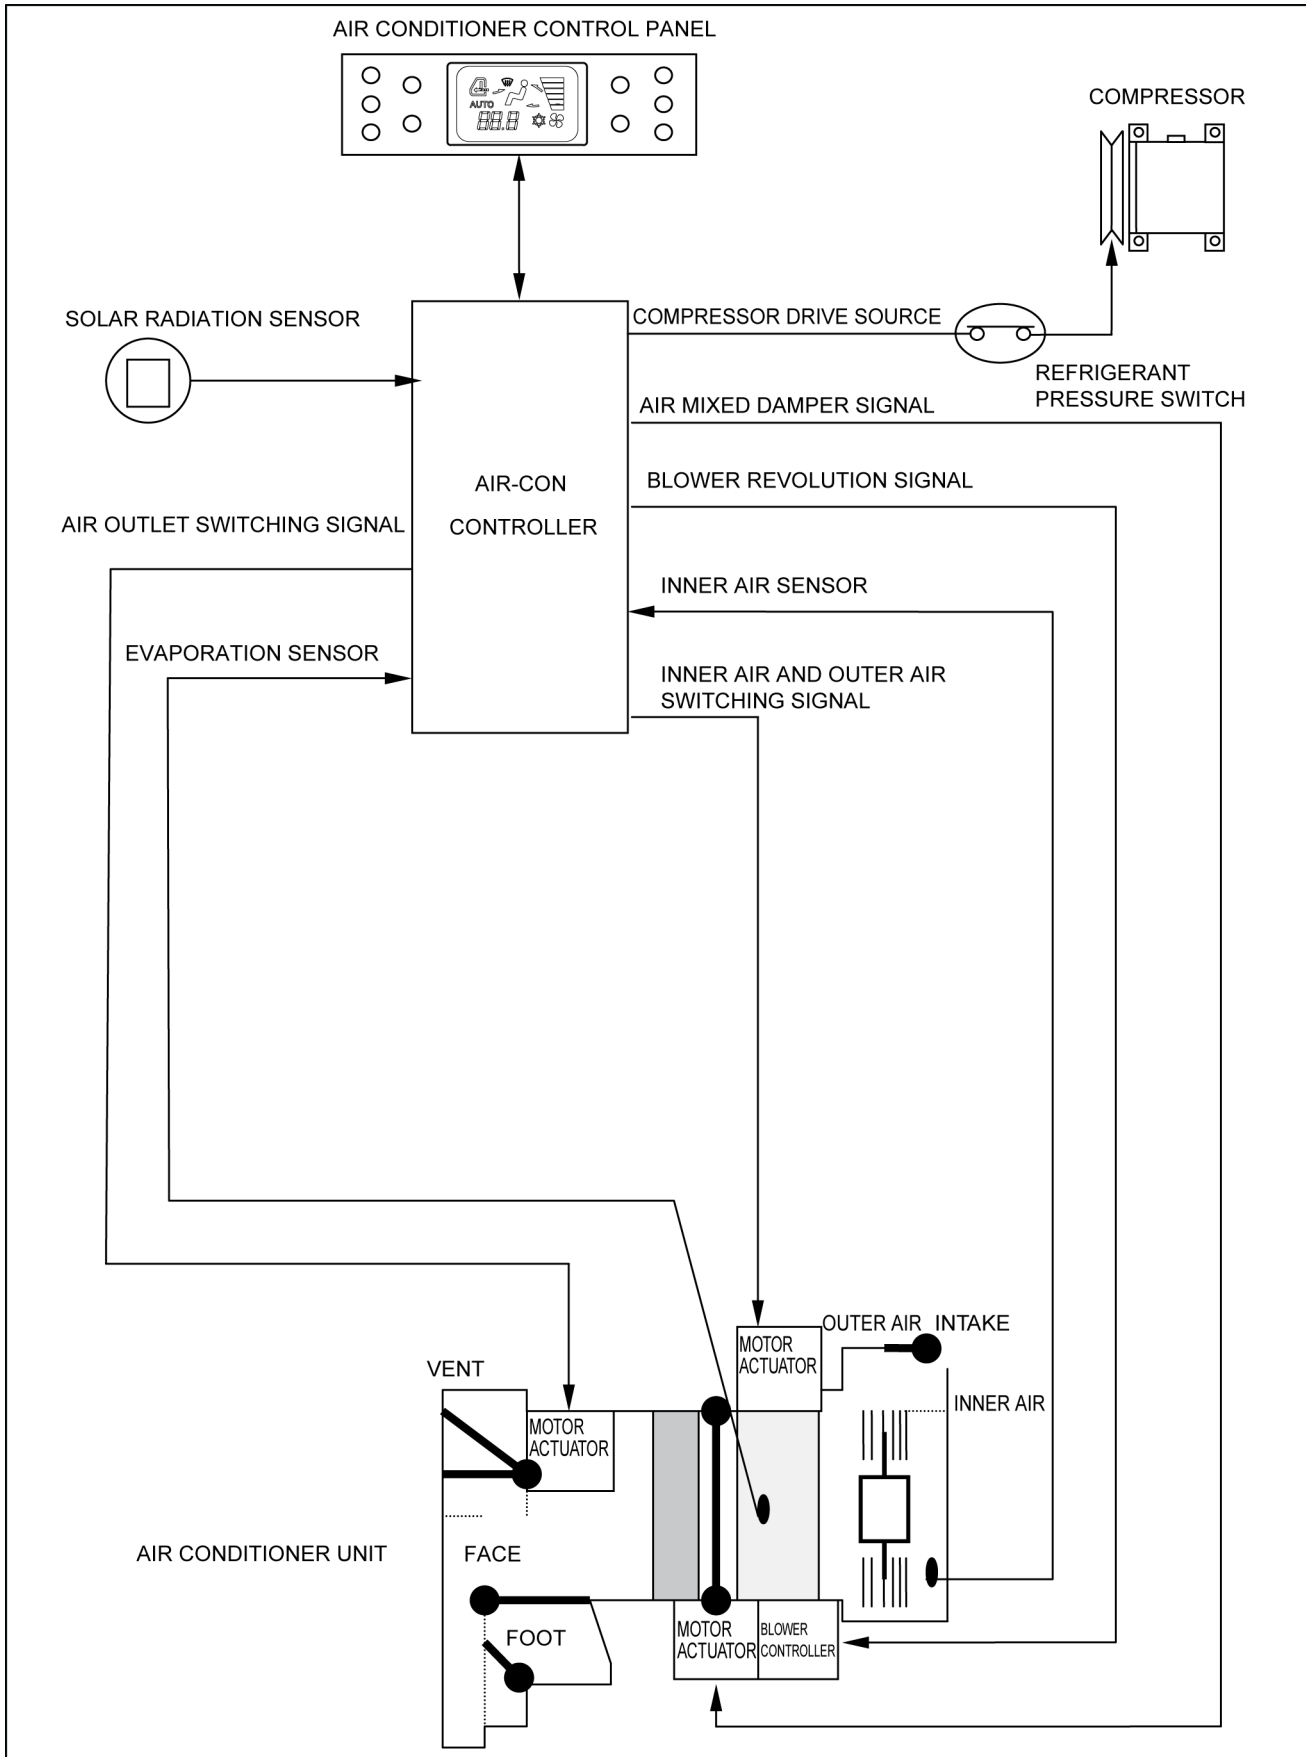 AIR CONDITIONER CONTROL PANEL
AUTO
88.8
COMPRESSOR
SOLAR RADIATION SENSOR
COMPRESSOR DRIVE SOURCE
REFRIGERANT
PRESSURE SWITCH
AIR MIXED DAMPER SIGNAL
AIR-CON
CONTROLLER
BLOWER REVOLUTION SIGNAL
AIR OUTLET SWITCHING SIGNAL
INNER AIR SENSOR
EVAPORATION SENSOR
INNER AIR AND OUTER AIR
SWITCHING SIGNAL
OUTER AIR INTAKE
MOTOR
ACTUATOR
VENT
INNER AIR
MOTOR
ACTUATOR
AIR CONDITIONER UNIT
FACE
FOOT
MOTOR
ACTUATOR
BLOWER
CONTROLLER